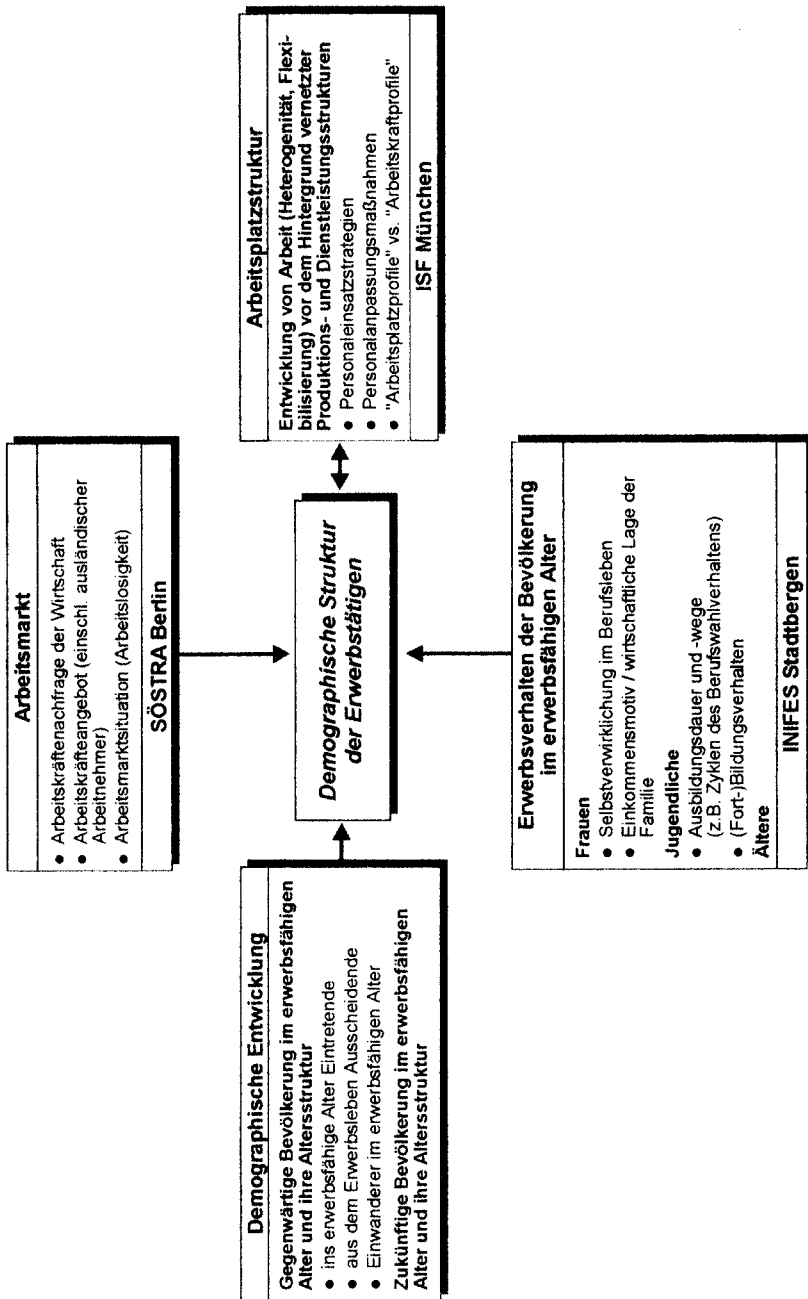 Arbeitsmarkt
● Arbeitskräftenachfrage der Wirtschaft
● Arbeitskräfteangebot (einschl. ausländischer
Arbeitnehmer)
● Arbeitsmarktsituation (Arbeitslosigkeit)
SÖSTRA Berlin
Demographische Entwicklung
Gegenwärtige Bevölkerung im erwerbsfähigen
Alter und ihre Altersstruktur
● ins erwerbsfähige Alter Eintretende
● aus dem Erwerbsleben Ausscheidende
● Einwanderer im erwerbsfähigen Alter
Zukünftige Bevölkerung im erwerbsfähigen
Alter und ihre Altersstruktur
Demographische Struktur
der Erwerbstätigen
Arbeitsplatzstruktur
Entwicklung von Arbeit (Heterogenität, Flexi-
bilisierung) vor dem Hintergrund vernetzter
Produktions- und Dienstleistungsstrukturen
● Personaleinsatzstrategien
● Personalanpassungsmaßnahmen
● "Arbeitsplatzprofile" vs. "Arbeitskraftprofile"
ISF München
Erwerbsverhalten der Bevölkerung
im erwerbsfähigen Alter
Frauen
● Selbstverwirklichung im Berufsleben
● Einkommensmotiv / wirtschaftliche Lage der
Familie
Jugendliche
● Ausbildungsdauer und -wege
(z.B. Zyklen des Berufswahlverhaltens)
● (Fort-)Bildungsverhalten
Ältere
INIFES Stadtbergen